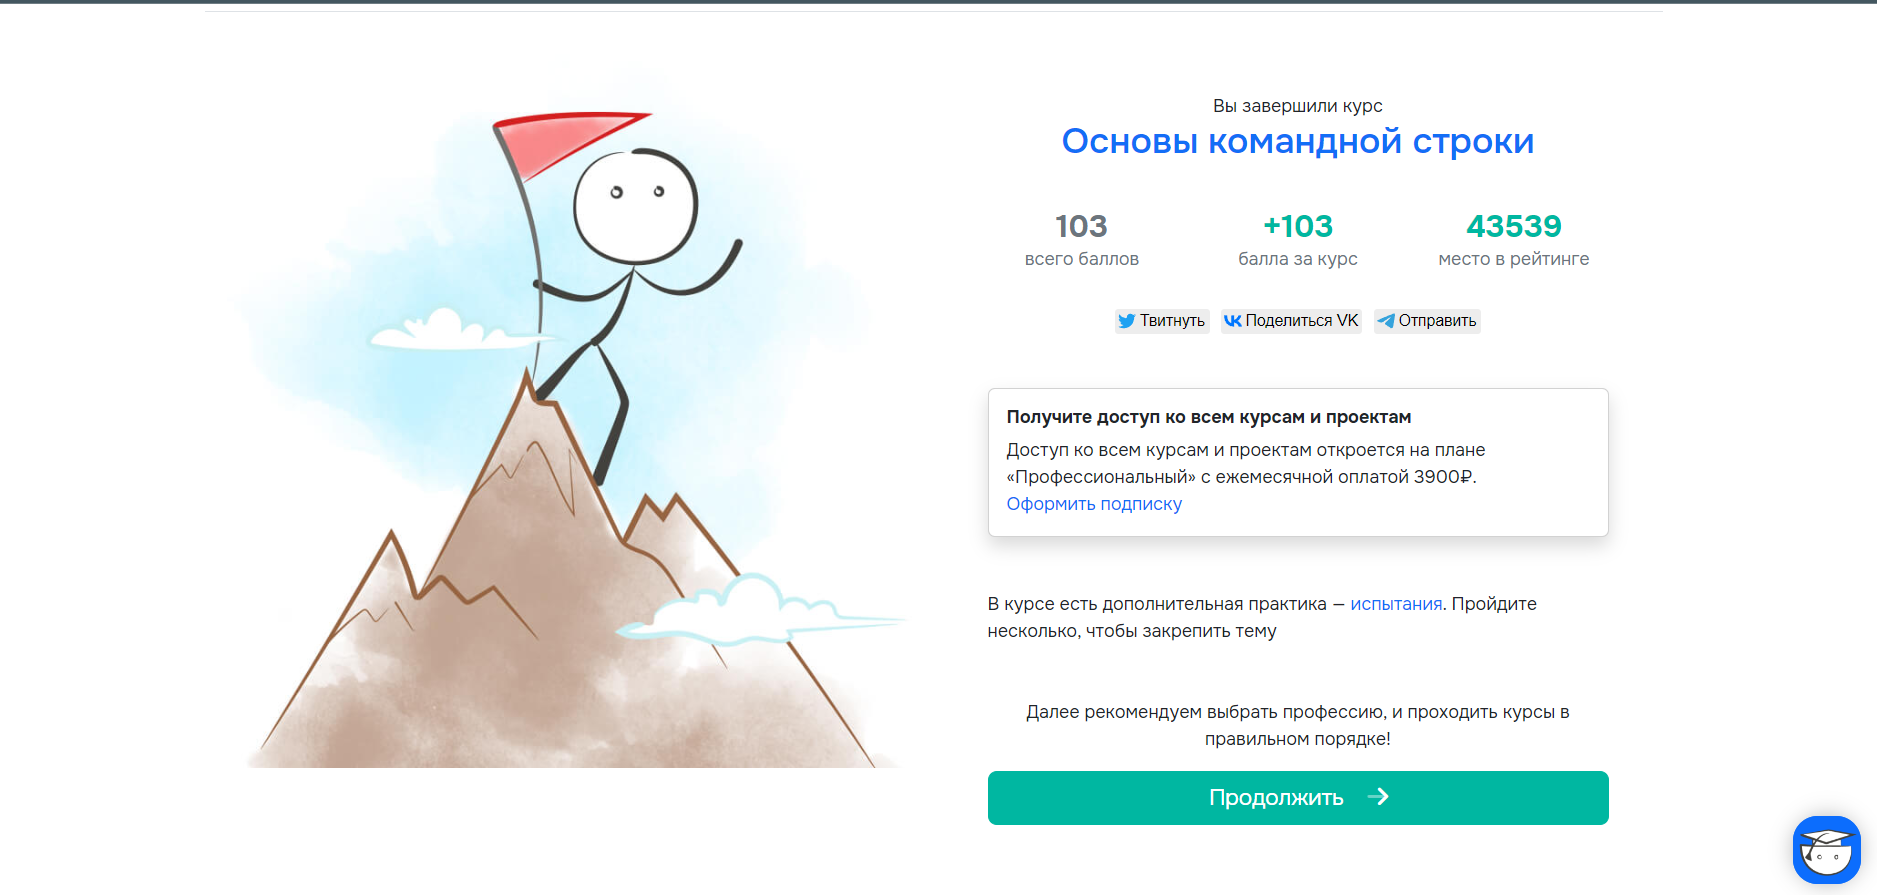 Вы завершили курс
Основы командной строки
103
всего баллов
+103
балла за курс
43539
место в рейтинге
Твитнуть
Поделиться VK
Отправить
Получите доступ ко всем курсам и проектам
Доступ ко всем курсам и проектам откроется на плане
«Профессиональный» с ежемесячной оплатой 3900₽.
Оформить подписку
В курсе есть дополнительная практика — испытания. Пройдите
несколько, чтобы закрепить тему
Далее рекомендуем выбрать профессию, и проходить курсы в
правильном порядке!
Продолжить